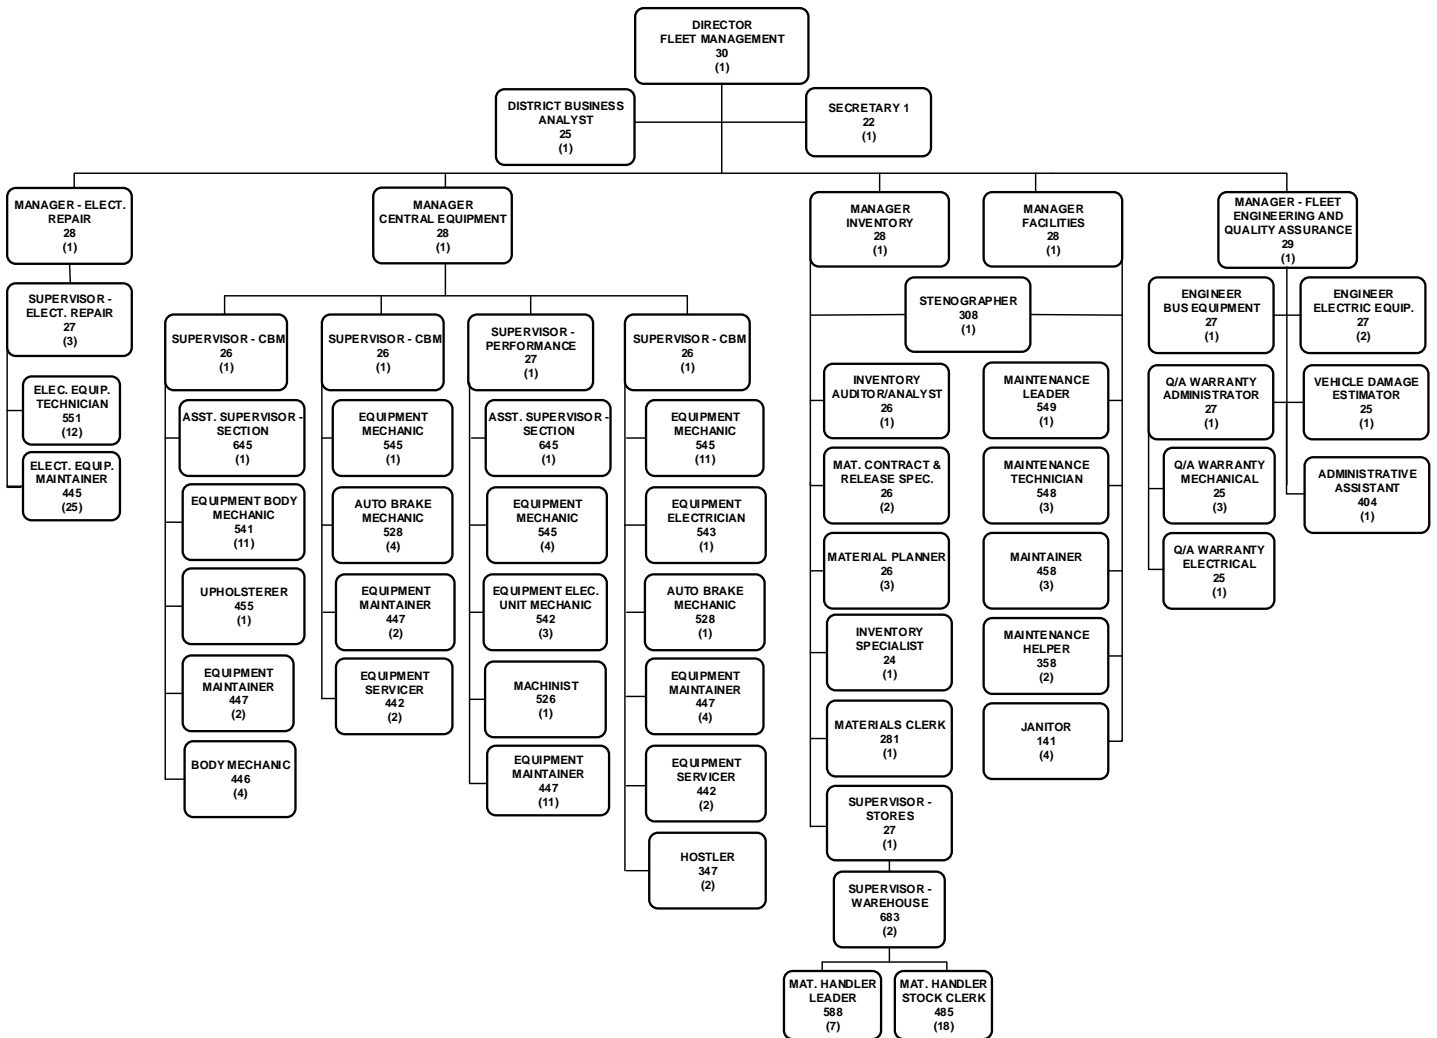 DIRECTOR
FLEET MANAGEMENT
30
(1)
DISTRICT BUSINESS
ANALYST
25
(1)
SECRETARY 1
22
(1)
MANAGER - ELECT.
REPAIR
28
(1)
MANAGER
CENTRAL EQUIPMENT
28
(1)
MANAGER
INVENTORY
28
(1)
MANAGER
FACILITIES
28
(1)
MANAGER - FLEET
ENGINEERING AND
QUALITY ASSURANCE
29
(1)
SUPERVISOR -
ELECT. REPAIR
27
(3)
ELEC. EQUIP.
TECHNICIAN
551
(12)
ELECT. EQUIP.
MAINTAINER
445
(25)
SUPERVISOR - CBM
26
(1)
ASST. SUPERVISOR -
SECTION
645
(1)
EQUIPMENT BODY
MECHANIC
541
(11)
UPHOLSTERER
455
(1)
EQUIPMENT
MAINTAINER
447
(2)
BODY MECHANIC
446
(4)
SUPERVISOR - CBM
26
(1)
EQUIPMENT
MECHANIC
545
(1)
AUTO BRAKE
MECHANIC
528
(4)
EQUIPMENT
MAINTAINER
447
(2)
EQUIPMENT
SERVICER
442
(2)
SUPERVISOR -
PERFORMANCE
27
(1)
ASST. SUPERVISOR -
SECTION
645
(1)
EQUIPMENT
MECHANIC
545
(4)
EQUIPMENT ELEC.
UNIT MECHANIC
542
(3)
MACHINIST
526
(1)
EQUIPMENT
MAINTAINER
447
(11)
SUPERVISOR - CBM
26
(1)
EQUIPMENT
MECHANIC
545
(11)
EQUIPMENT
ELECTRICIAN
543
(1)
AUTO BRAKE
MECHANIC
528
(1)
EQUIPMENT
MAINTAINER
447
(4)
EQUIPMENT
SERVICER
442
(2)
HOSTLER
347
(2)
STENOGRAPHER
308
(1)
INVENTORY
AUDITOR/ANALYST
26
(1)
MAT. CONTRACT &
RELEASE SPEC.
26
(2)
MATERIAL PLANNER
26
(3)
INVENTORY
SPECIALIST
24
(1)
MATERIALS CLERK
281
(1)
SUPERVISOR -
STORES
27
(1)
SUPERVISOR -
WAREHOUSE
683
(2)
MAT. HANDLER
LEADER
588
(7)
MAT. HANDLER
STOCK CLERK
485
(18)
MAINTENANCE
LEADER
549
(1)
MAINTENANCE
TECHNICIAN
548
(3)
MAINTAINER
458
(3)
MAINTENANCE
HELPER
358
(2)
JANITOR
141
(4)
ENGINEER
BUS EQUIPMENT
27
(1)
ENGINEER
ELECTRIC EQUIP.
27
(2)
Q/A WARRANTY
ADMINISTRATOR
27
(1)
VEHICLE DAMAGE
ESTIMATOR
25
(1)
Q/A WARRANTY
MECHANICAL
25
(3)
ADMINISTRATIVE
ASSISTANT
404
(1)
Q/A WARRANTY
ELECTRICAL
25
(1)